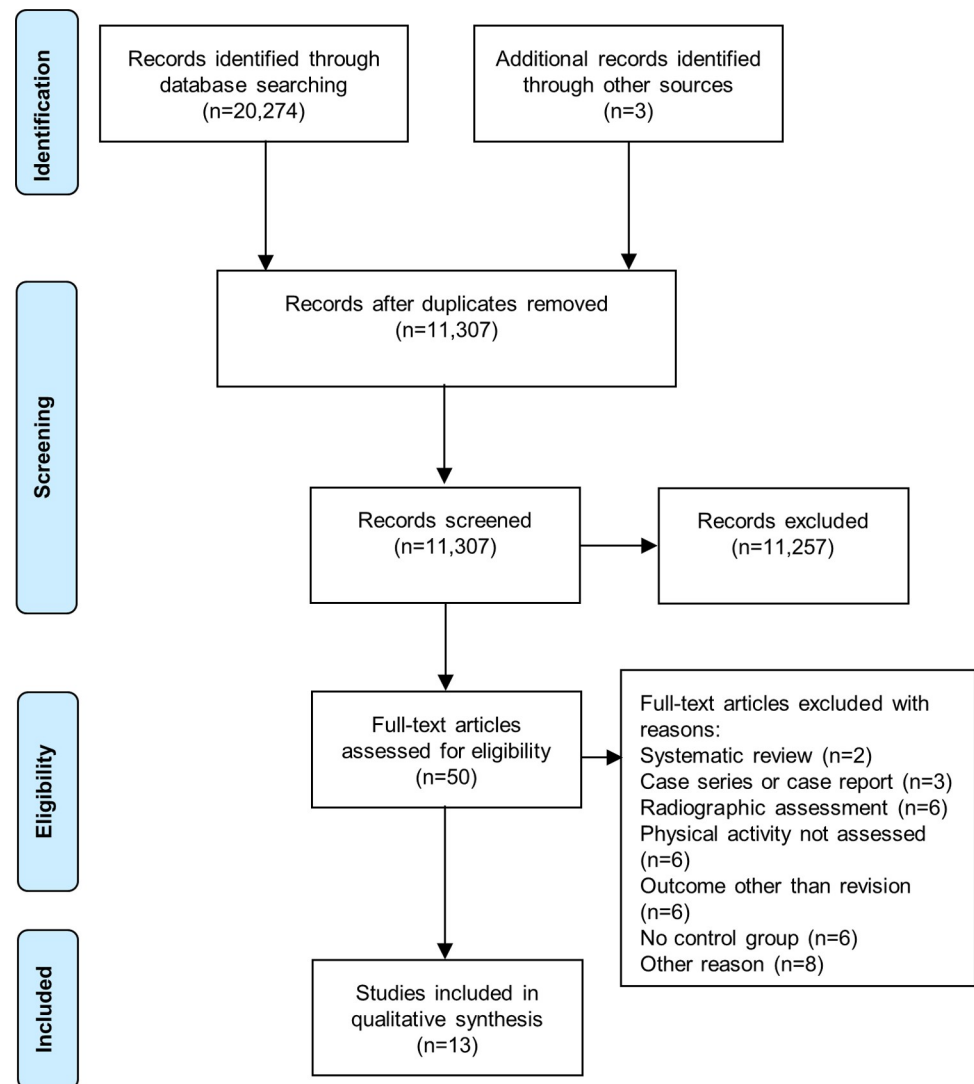 Identification
Records identified through
database searching
(n=20,274)
Additional records identified
through other sources
(n=3)
Screening
Records after duplicates removed
(n=11,307)
Records screened
(n=11,307)
Records excluded
(n=11,257)
Eligibility
Full-text articles
assessed for eligibility
(n=50)
Full-text articles excluded with
reasons:
Systematic review (n=2)
Case series or case report (n=3)
Radiographic assessment (n=6)
Physical activity not assessed
(n=6)
Outcome other than revision
(n=6)
No control group (n=6)
Other reason (n=8)
Included
Studies included in
qualitative synthesis
(n=13)